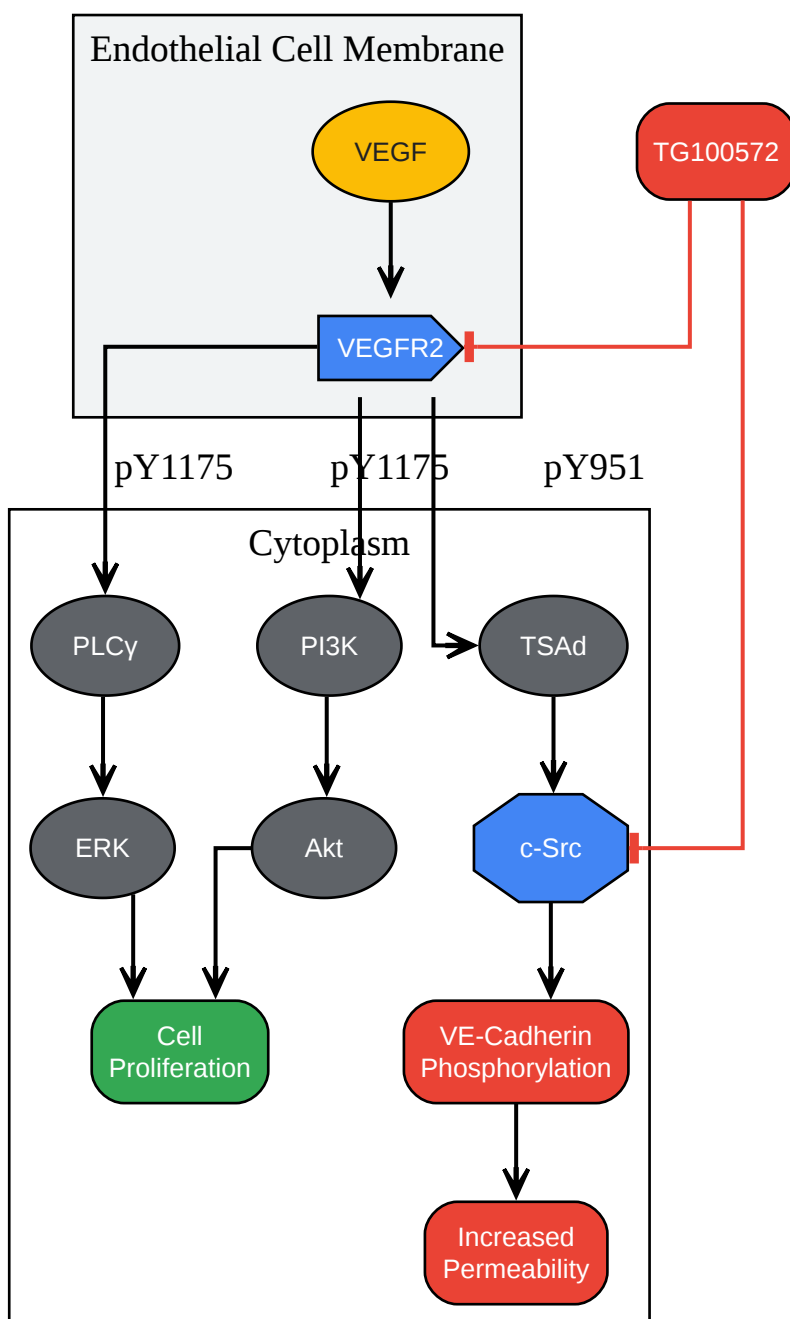 Endothelial Cell Membrane
VEGF
TG100572
VEGFR2
pY1175
pY1175
pY951
Cytoplasm
PLCγ
PI3K
TSAd
ERK
Akt
c-Src
Cell
Proliferation
VE-Cadherin
Phosphorylation
Increased
Permeability